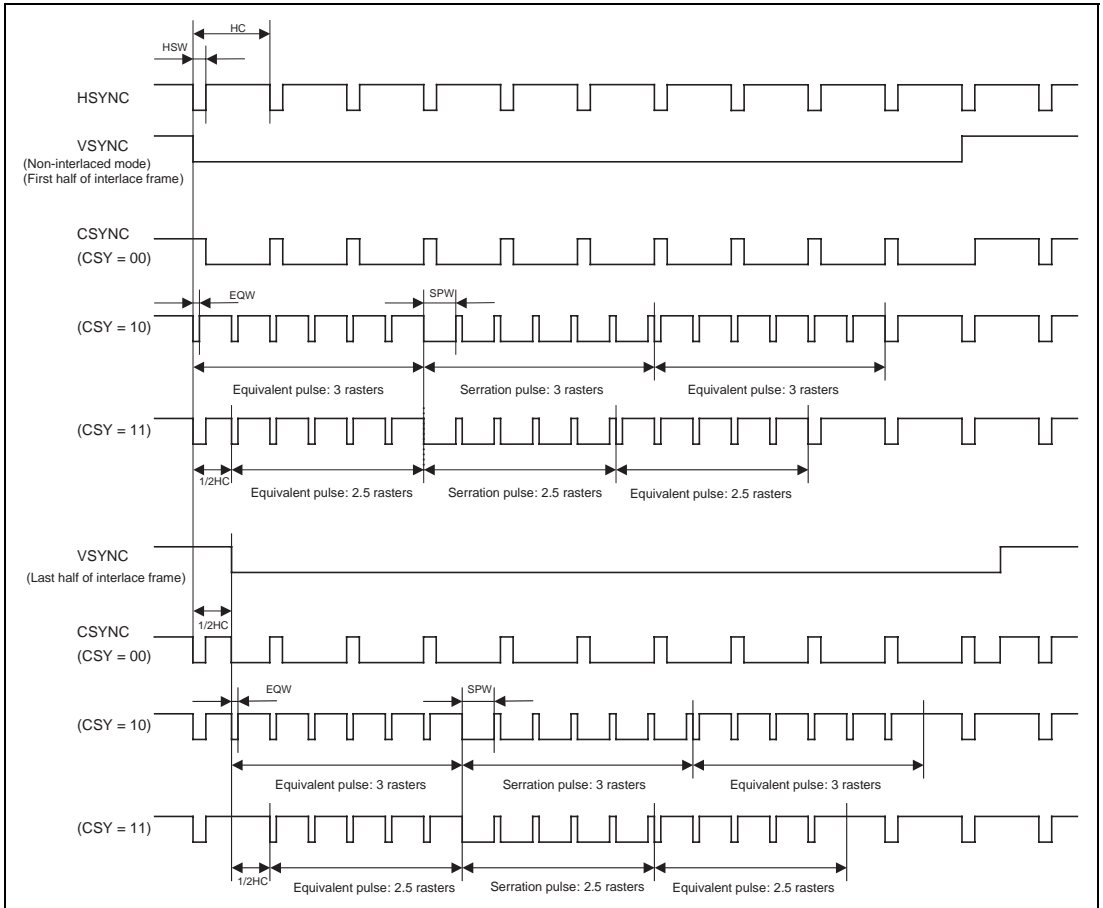 HC
HSW
HSYNC
VSYNC
(Non-interlaced mode)
(First half of interlace frame)
CSYNC
(CSY = 00)
EQW
SPW
(CSY = 10)
Equivalent pulse: 3 rasters
Serration pulse: 3 rasters
Equivalent pulse: 3 rasters
(CSY = 11)
1/2HC
Equivalent pulse: 2.5 rasters
Serration pulse: 2.5 rasters
Equivalent pulse: 2.5 rasters
VSYNC
(Last half of interlace frame)
1/2HC
CSYNC
(CSY = 00)
EQW
SPW
(CSY = 10)
Equivalent pulse: 3 rasters
Serration pulse: 3 rasters
Equivalent pulse: 3 rasters
(CSY = 11)
1/2HC
Equivalent pulse: 2.5 rasters
Serration pulse: 2.5 rasters
Equivalent pulse: 2.5 rasters